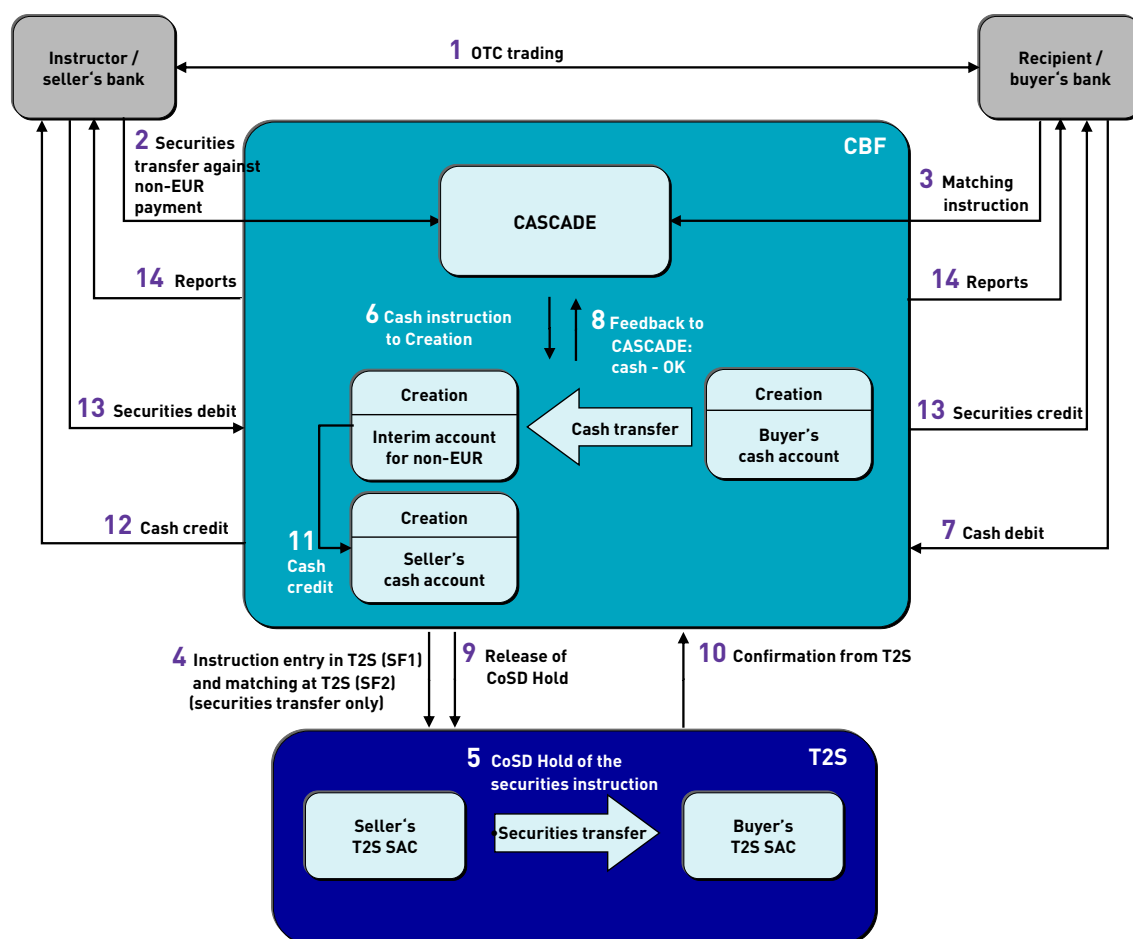 Instructor /
seller‘s bank
1 OTC trading
Recipient /
buyer‘s bank
CBF
2 Securities
transfer against
non-EUR
payment
CASCADE
3 Matching
instruction
14 Reports
14 Reports
6 Cash instruction
to Creation
8 Feedback to
CASCADE:
cash - OK
Creation
Interim account
for non-EUR
Cash transfer
Creation
Buyer’s
cash account
13 Securities debit
13 Securities credit
12 Cash credit
11
Cash
credit
Creation
Seller’s
cash account
7 Cash debit
4 Instruction entry in T2S (SF1)
and matching at T2S (SF2)
(securities transfer only)
9 Release of
CoSD Hold
10 Confirmation from T2S
T2S
5 CoSD Hold of the
securities instruction
Seller‘s
T2S SAC
Securities transfer
Buyer’s
T2S SAC